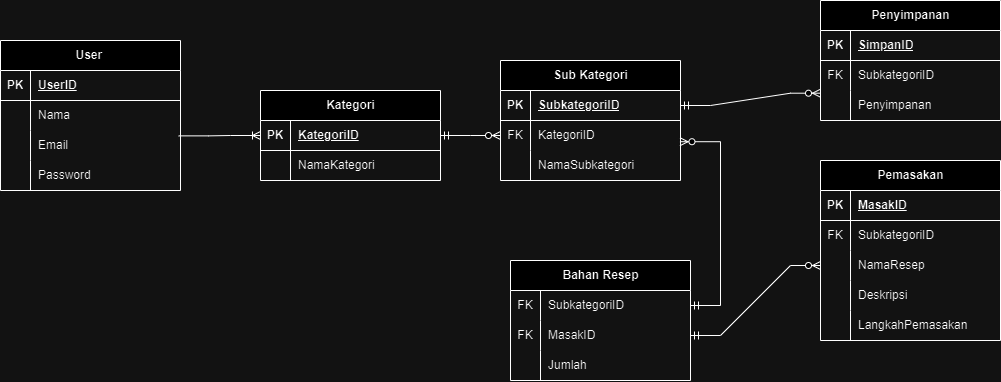 User
PK UserID
Nama
Email
Password
Kategori
PK KategoriID
NamaKategori
Sub Kategori
PK SubkategoriID
FK KategoriID
NamaSubkategori
Penyimpanan
PK SimpanID
FK SubkategoriID
Penyimpanan
Pemasakan
PK MasakID
FK SubkategoriID
NamaResep
Deskripsi
LangkahPemasakan
Bahan Resep
FK SubkategoriID
FK MasakID
Jumlah